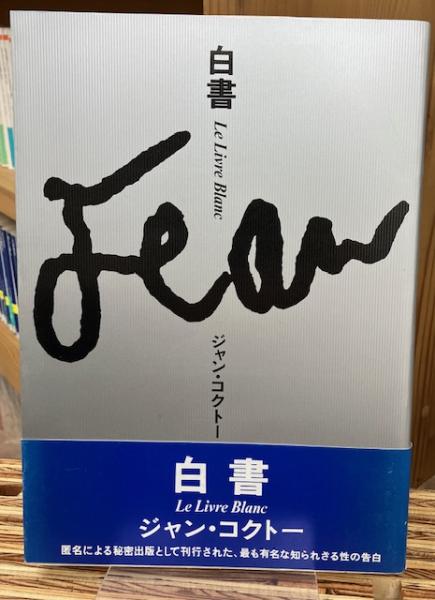 白書
Le Livre Blanc
Jean
ジャン・コクトー
白書
Le Livre Blanc
ジャン・コクトー
匿名による秘密出版として刊行された、最も有名な知られざる性の告白